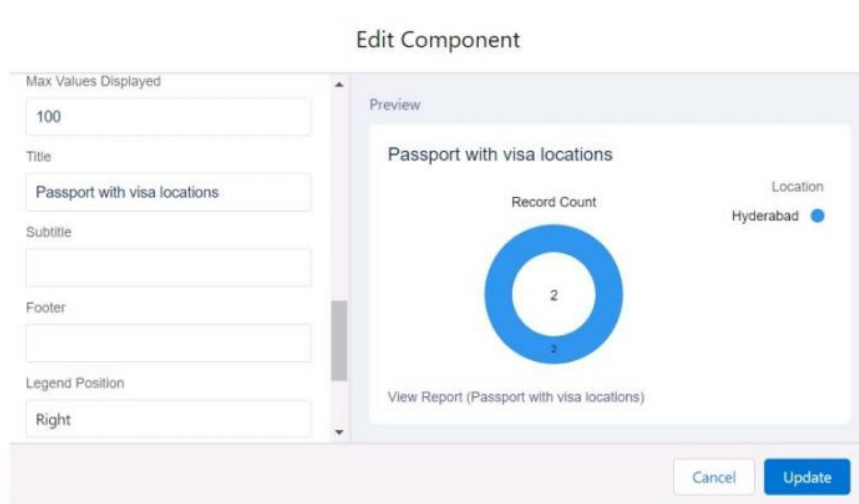 Edit Component
Max Values Displayed
100
Title
Passport with visa locations
Subtitle
Footer
Legend Position
Right
Preview
Passport with visa locations
Record Count
Location
Hyderabad
2
2
View Report (Passport with visa locations)
Cancel
Update